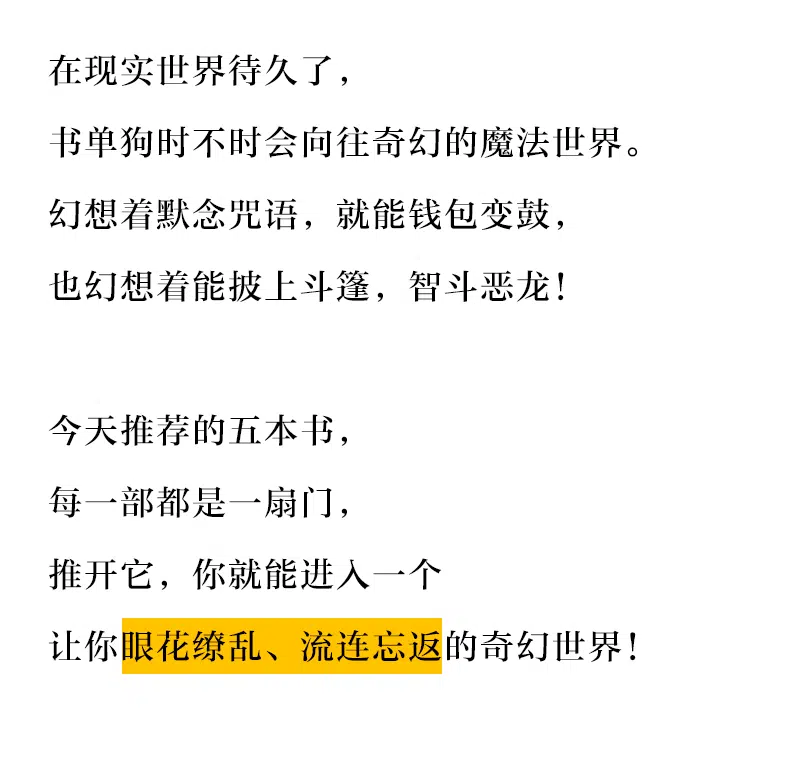 在现实世界待久了，
书单狗时不时会向往奇幻的魔法世界。
幻想着默念咒语，就能钱包变鼓，
也幻想着能披上斗篷，智斗恶龙！
今天推荐的五本书，
每一部都是一扇门，
推开它，你就能进入一个
让你眼花缭乱、流连忘返的奇幻世界！